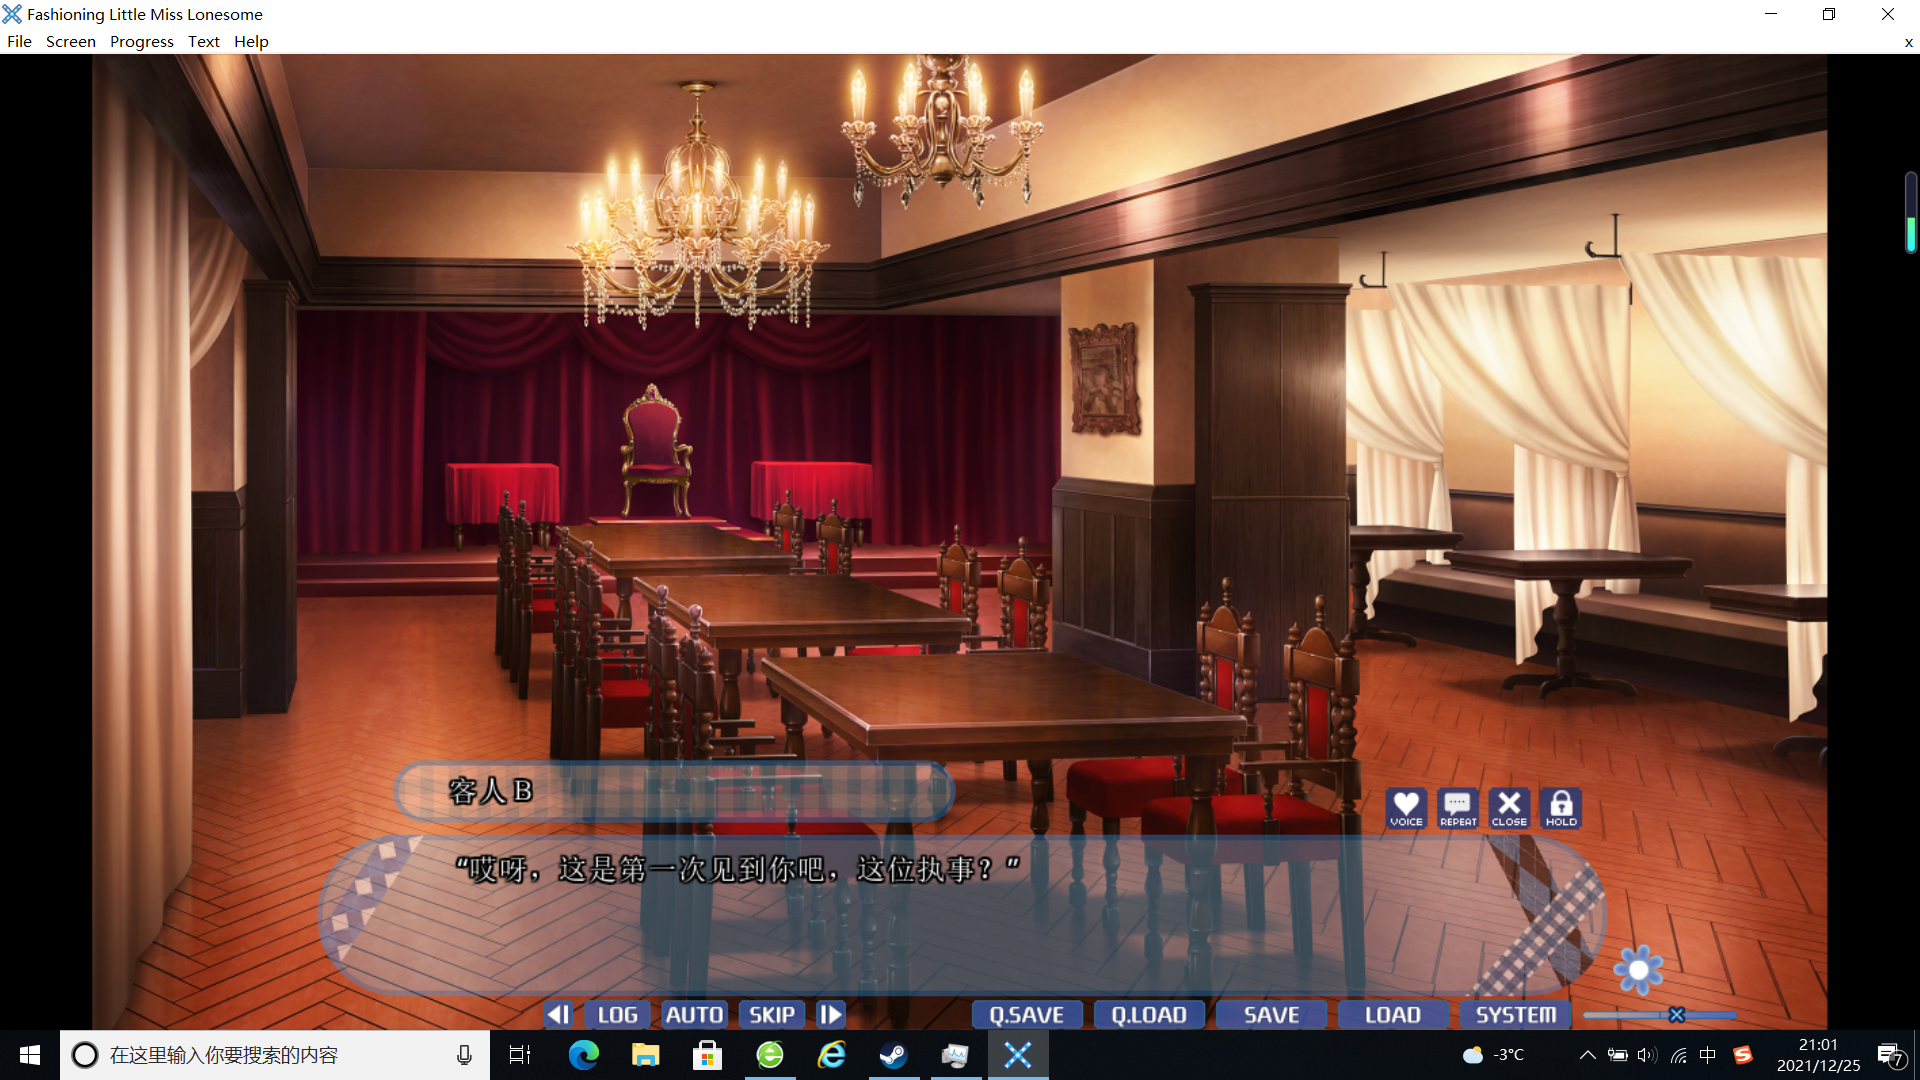 Fashioning Little Miss Lonesome
File Screen Progress Text Help
x
客人B
VOICE REPEAT CLOSE HOLD
“哎呀，这是第一次见到你吧，这位执事？”
LOG AUTO SKIP Q.SAVE Q.LOAD SAVE LOAD SYSTEM
在这里输入你要搜索的内容
-3°C
中
21:01
2021/12/25
7